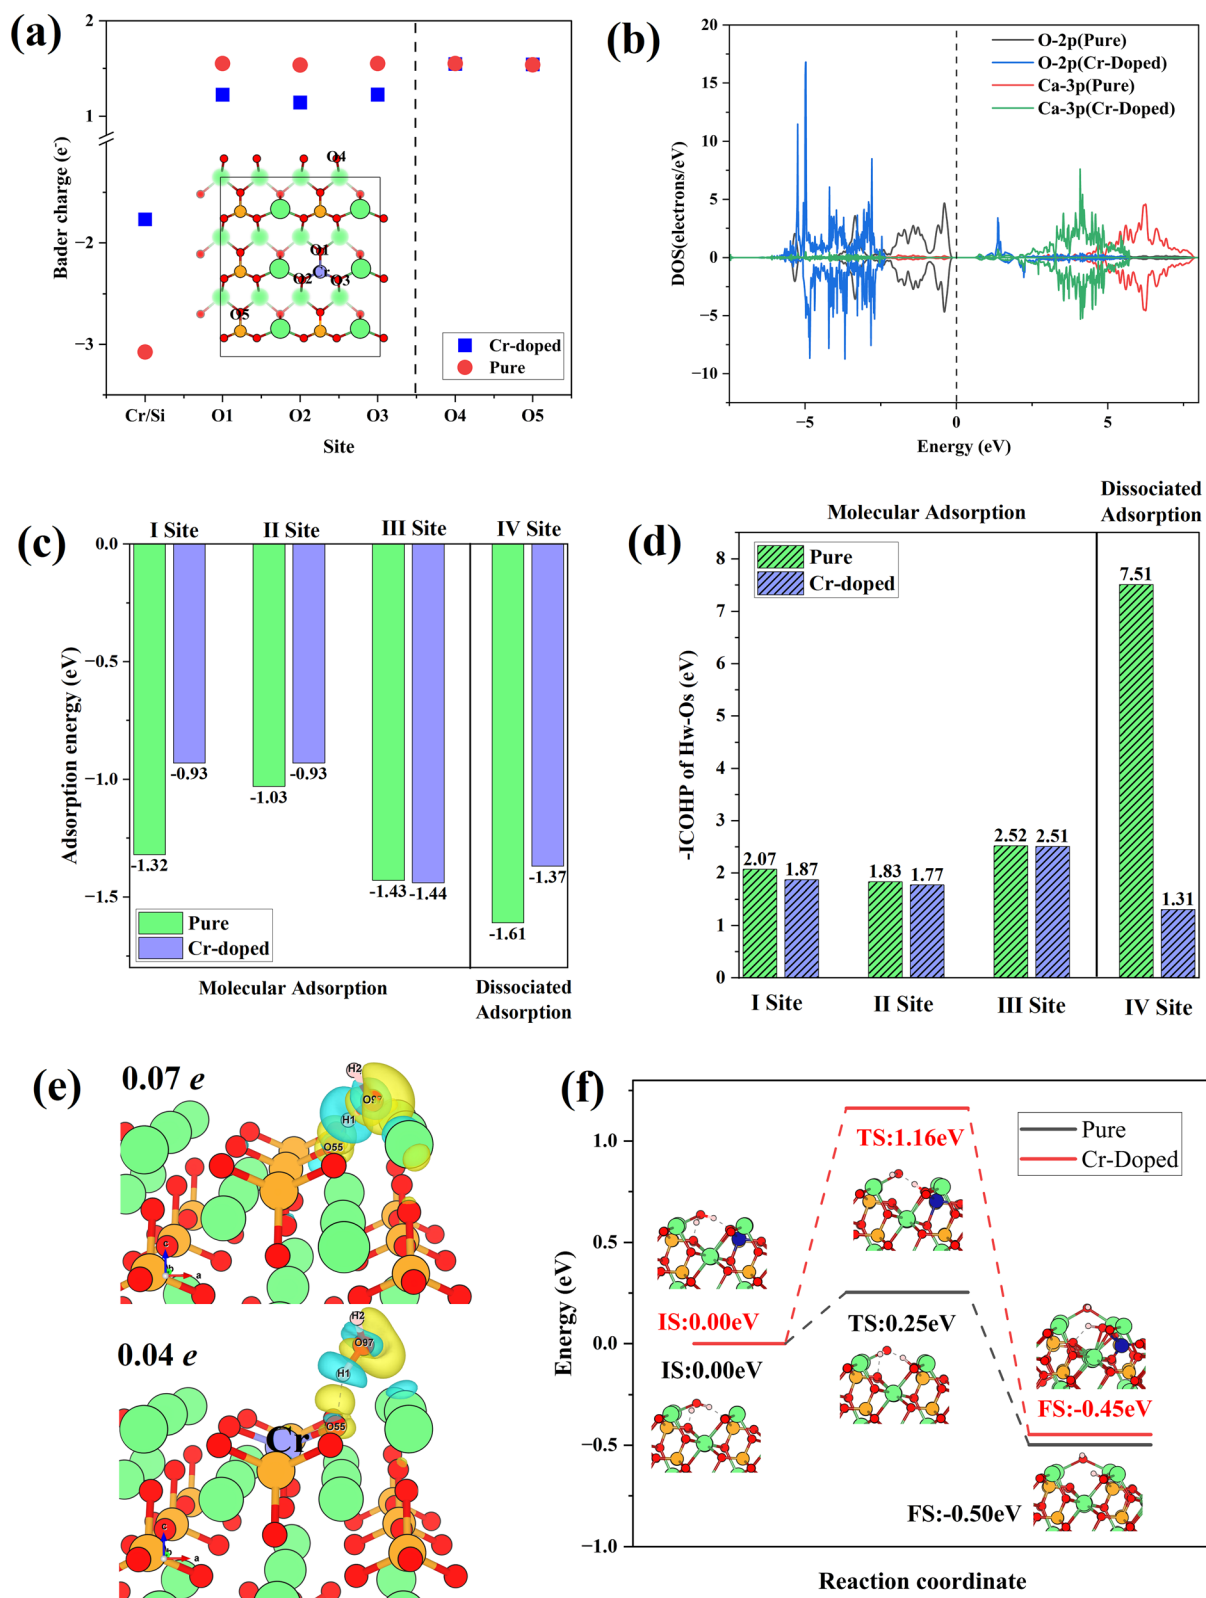 (a)
2
1
−2
−3
Bader charge (e-)
O4
O1
r
O2
O3
O5
Cr-doped
Pure
Cr/Si
O1
O2
O3
O4
O5
Site
(b)
20
15
10
5
0
−5
−10
DOS(electrons/eV)
O-2p(Pure)
O-2p(Cr-Doped)
Ca-3p(Pure)
Ca-3p(Cr-Doped)
−5
0
5
Energy (eV)
(c)
I Site
II Site
III Site
IV Site
0.0
−0.5
−1.0
−1.5
Adsorption energy (eV)
-1.32
-0.93
-1.03
-0.93
-1.43
-1.44
-1.61
-1.37
Pure
Cr-doped
Molecular Adsorption
Dissociated
Adsorption
(d)
Molecular Adsorption
Dissociated
Adsorption
8
7
6
5
4
3
2
1
0
-ICOHP of Hw-Os (eV)
Pure
Cr-doped
2.07
1.87
1.83
1.77
2.52
2.51
7.51
1.31
I Site
II Site
III Site
IV Site
(e)
0.07 e
H2
O97
H1
O55
c
b
a
0.04 e
H2
O97
H1
O55
Cr
c
b
a
(f)
1.0
0.5
0.0
−0.5
−1.0
Energy (eV)
Pure
Cr-Doped
TS:1.16eV
IS:0.00eV
IS:0.00eV
TS:0.25eV
FS:-0.45eV
FS:-0.50eV
Reaction coordinate